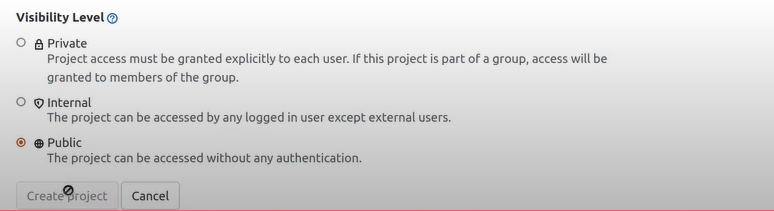 Visibility Level
Private
Project access must be granted explicitly to each user. If this project is part of a group, access will be
granted to members of the group.
Internal
The project can be accessed by any logged in user except external users.
Public
The project can be accessed without any authentication.
Create project Cancel